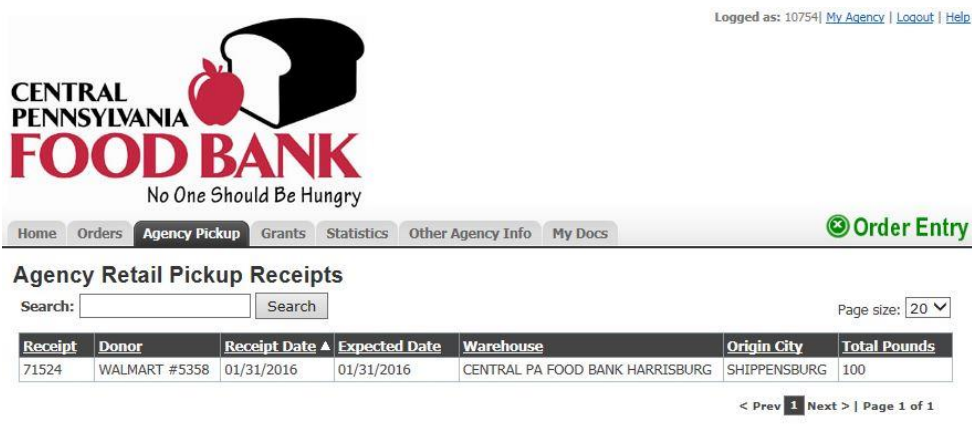 Logged as: 10754| My Agency | Logout | Help
CENTRAL
PENNSYLVANIA
FOOD BANK
No One Should Be Hungry
Home Orders Agency Pickup Grants Statistics Other Agency Info My Docs
Order Entry
Agency Retail Pickup Receipts
Search: Search
Page size: 20
Receipt Donor Receipt Date ▲ Expected Date Warehouse Origin City Total Pounds
71524 WALMART #5358 01/31/2016 01/31/2016 CENTRAL PA FOOD BANK HARRISBURG SHIPPENSBURG 100
< Prev 1 Next > | Page 1 of 1